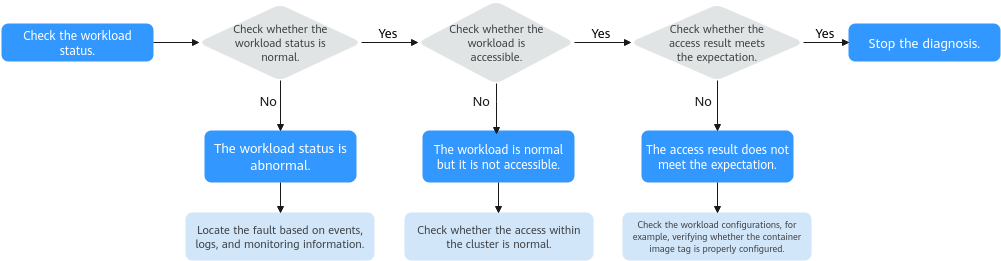 Check the workload
status.
Check whether the
workload status is
normal.
Yes
Check whether the
workload is
accessible.
Yes
Check whether the
access result meets
the expectation.
Yes
Stop the diagnosis.
No
No
No
The workload status is
abnormal.
The workload is normal
but it is not accessible.
The access result does not
meet the expectation.
Locate the fault based on events,
logs, and monitoring information.
Check whether the access within
the cluster is normal.
Check the workload configurations, for
example, verifying whether the container
image tag is properly configured.